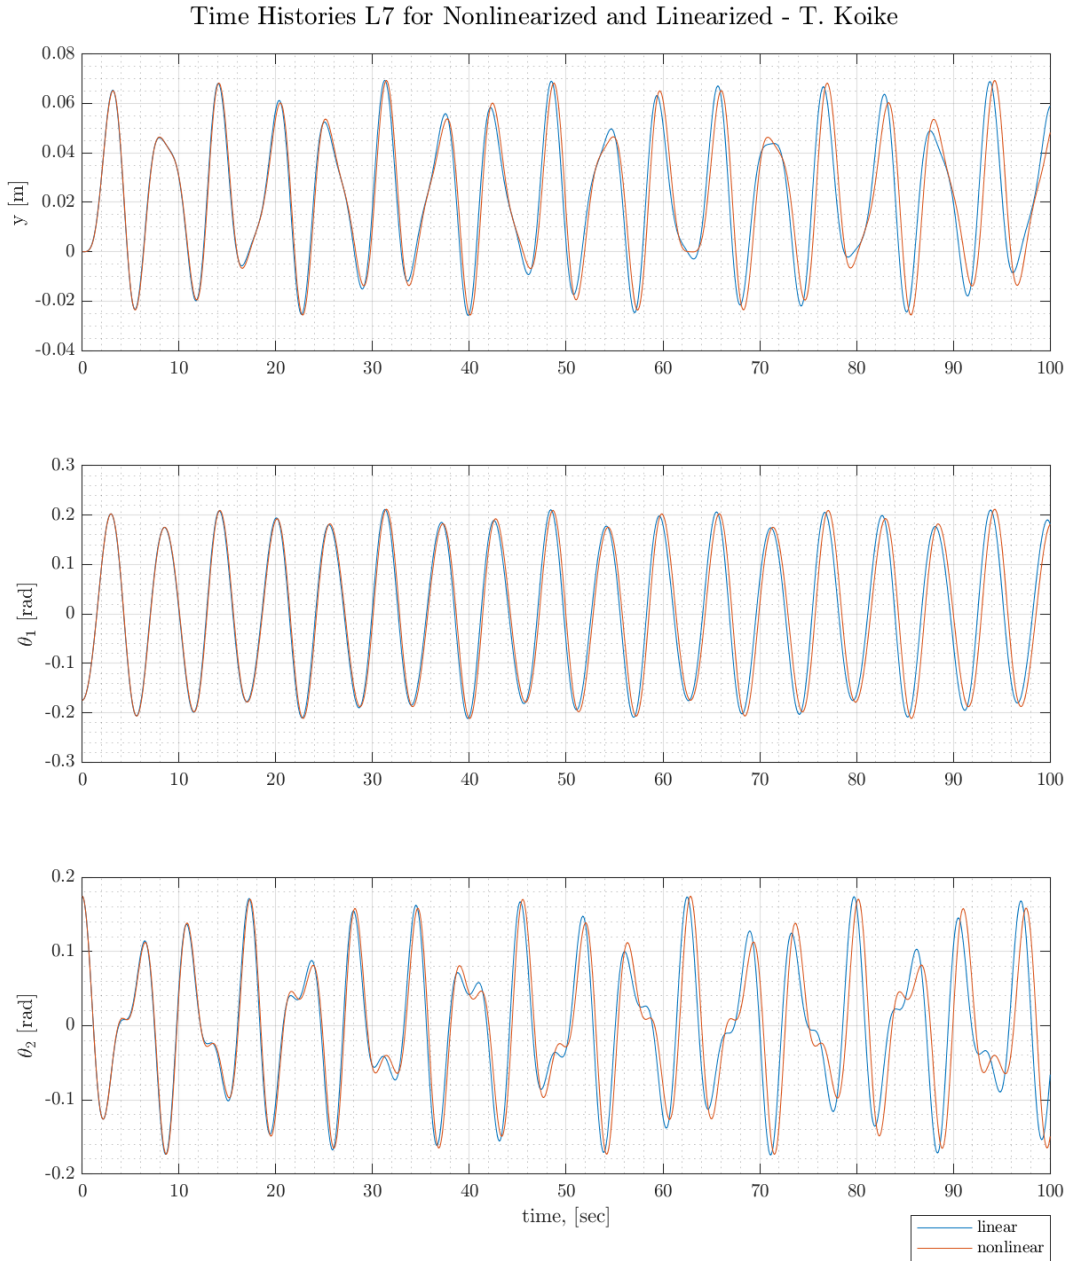 Time Histories L7 for Nonlinearized and Linearized - T. Koike
0.08
0.06
0.04
0.02
0
-0.02
-0.04
y [m]
0 10 20 30 40 50 60 70 80 90 100
0.3
0.2
0.1
0
-0.1
-0.2
-0.3
θ₁ [rad]
0 10 20 30 40 50 60 70 80 90 100
0.2
0.1
0
-0.1
-0.2
θ₂ [rad]
0 10 20 30 40 50 60 70 80 90 100
time, [sec]
linear
nonlinear